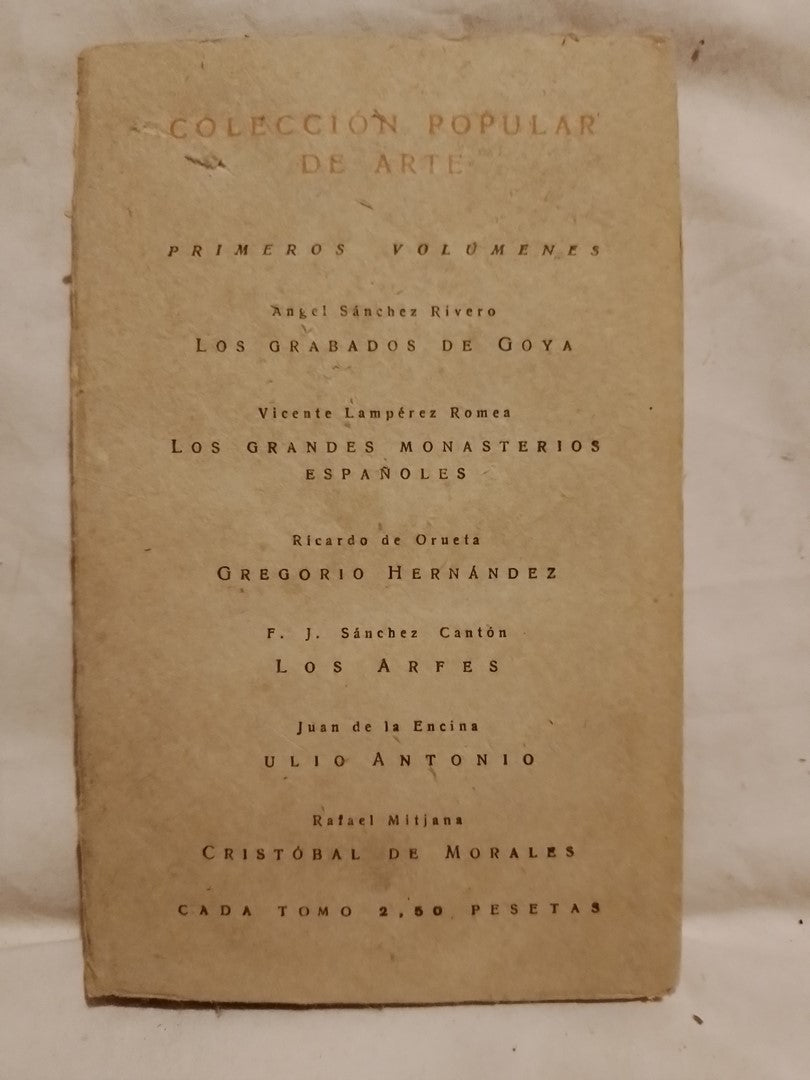 COLECCIÓN POPULAR
DE ARTE
PRIMEROS VOLÚMENES
Angel Sánchez Rivero
LOS GRABADOS DE GOYA
Vicente Lampérez Romea
LOS GRANDES MONASTERIOS
ESPAÑOLES
Ricardo de Orueta
GREGORIO HERNÁNDEZ
F. J. Sánchez Cantón
LOS ARFES
Juan de la Encina
ULIO ANTONIO
Rafael Mitjana
CRISTÓBAL DE MORALES
CADA TOMO 2,50 PESETAS